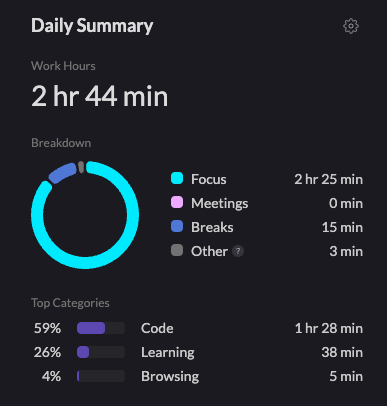 Daily Summary
Work Hours
2 hr 44 min
Breakdown
Focus 2 hr 25 min
Meetings 0 min
Breaks 15 min
Other ? 3 min
Top Categories
59% Code 1 hr 28 min
26% Learning 38 min
4% Browsing 5 min